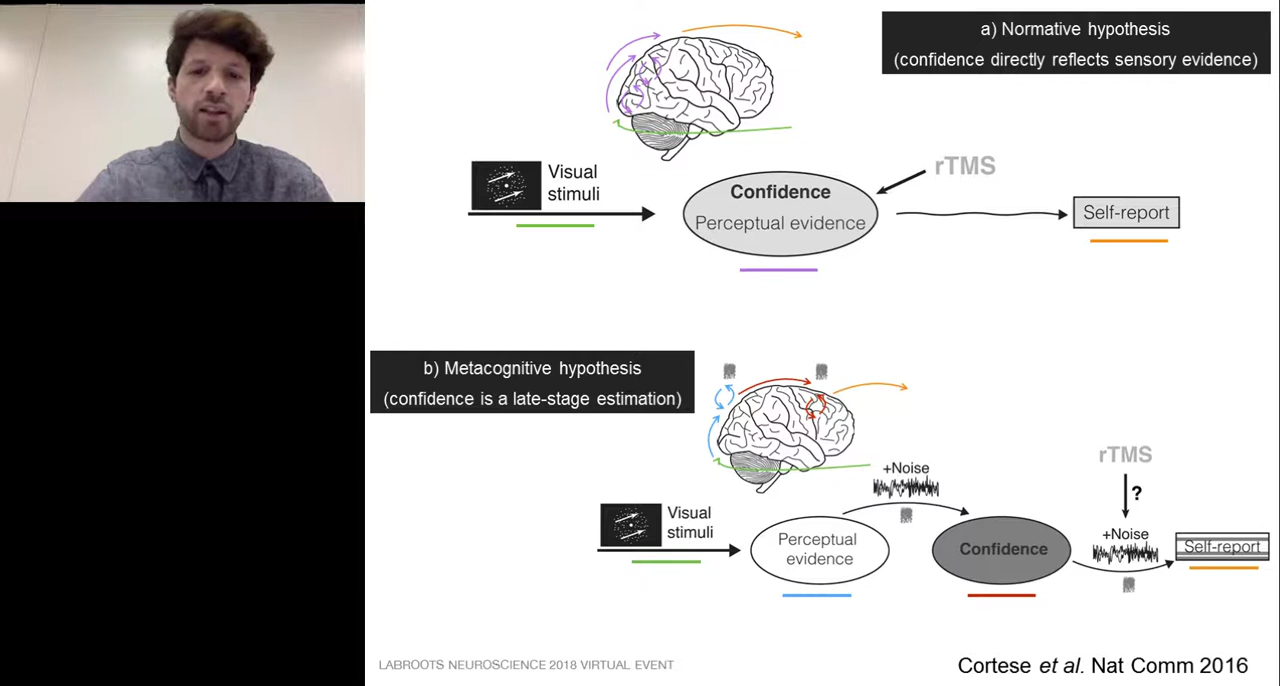 a) Normative hypothesis
(confidence directly reflects sensory evidence)
Visual
stimuli
Confidence
Perceptual evidence
rTMS
Self-report
b) Metacognitive hypothesis
(confidence is a late-stage estimation)
Visual
stimuli
Perceptual
evidence
+Noise
Confidence
rTMS
?
+Noise
Self-report
LABROOTS NEUROSCIENCE 2018 VIRTUAL EVENT
Cortese et al. Nat Comm 2016